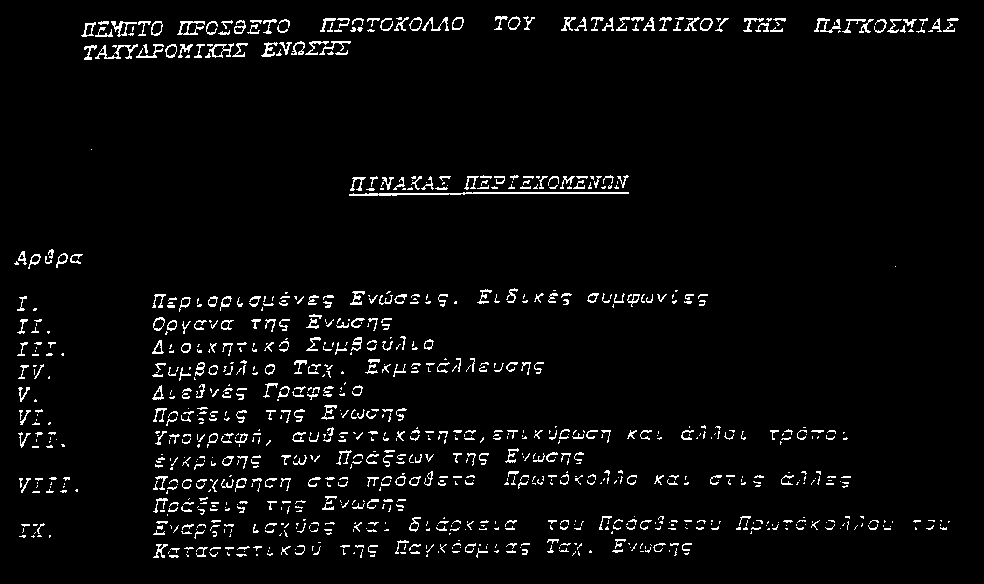 ΠΕΜΠΤΟ ΠΡΟΣΘΕΤΟ ΠΡΩΤΟΚΟΛΛΟ ΤΟΥ ΚΑΤΑΣΤΑΤΙΚΟΥ ΤΗΣ ΠΑΓΚΟΣΜΙΑΣ
ΤΑΧΥΔΡΟΜΙΚΗΣ ΕΝΩΣΗΣ
ΠΙΝΑΚΑΣ ΠΕΡΙΕΧΟΜΕΝΩΝ
Αρθρα
I. Περιορισμένες Ενώσεις. Ειδικές συμφωνίες
II. Οργανα της Ενωσης
III. Διοικητικό Συμβούλιο
IV. Συμβούλιο Ταχ. Εκμετάλλευσης
V. Διεθνές Γραφείο
VI. Πράξεις της Ενωσης
VII. Υπογραφή, αυθεντικότητα,επικύρωση και άλλοι τρόποι
έγκρισης των Πράξεων της Ενωσης
VIII. Προσχώρηση στο πρόσθετο Πρωτόκολλο και στις άλλες
Πράξεις της Ενωσης
IX. Εναρξη ισχύος και διάρκεια του Πρόσθετου Πρωτόκολλου του
Καταστατικού της Παγκόσμιας Ταχ. Ενωσης